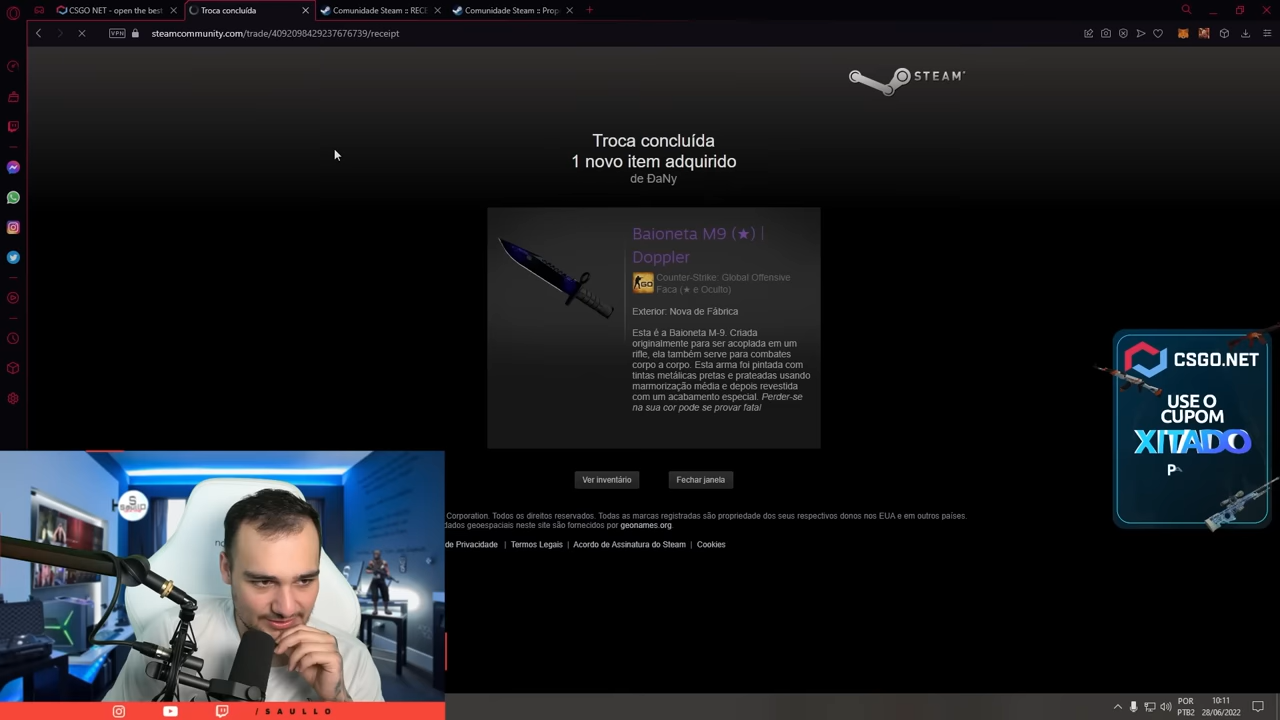 CSGO NET - open the best
Troca concluída
Comunidade Steam :: RECE
Comunidade Steam :: Prop
VPN
steamcommunity.com/trade/4092098429237676739/receipt
STEAM
Troca concluída
1 novo item adquirido
de ĐaNy
Baioneta M9 (★) |
Doppler
Counter-Strike: Global Offensive
Faca (★ e Oculto)
Exterior: Nova de Fábrica
Esta é a Baioneta M-9. Criada
originalmente para ser acoplada em um
rifle, ela também serve para combates
corpo a corpo. Esta arma foi pintada com
tintas metálicas pretas e prateadas usando
marmorização média e depois revestida
com um acabamento especial. Perder-se
na sua cor pode se provar fatal!
Ver inventário
Fechar janela
Corporation. Todos os direitos reservados. Todas as marcas registradas são propriedade dos seus respectivos donos nos EUA e em outros países.
dados geoespaciais neste site são fornecidos por geonames.org.
de Privacidade | Termos Legais | Acordo de Assinatura do Steam | Cookies
CSGO.NET
USE O
CUPOM
XITADO
P
/SAULLO
POR
PTB2
10:11
28/06/2022